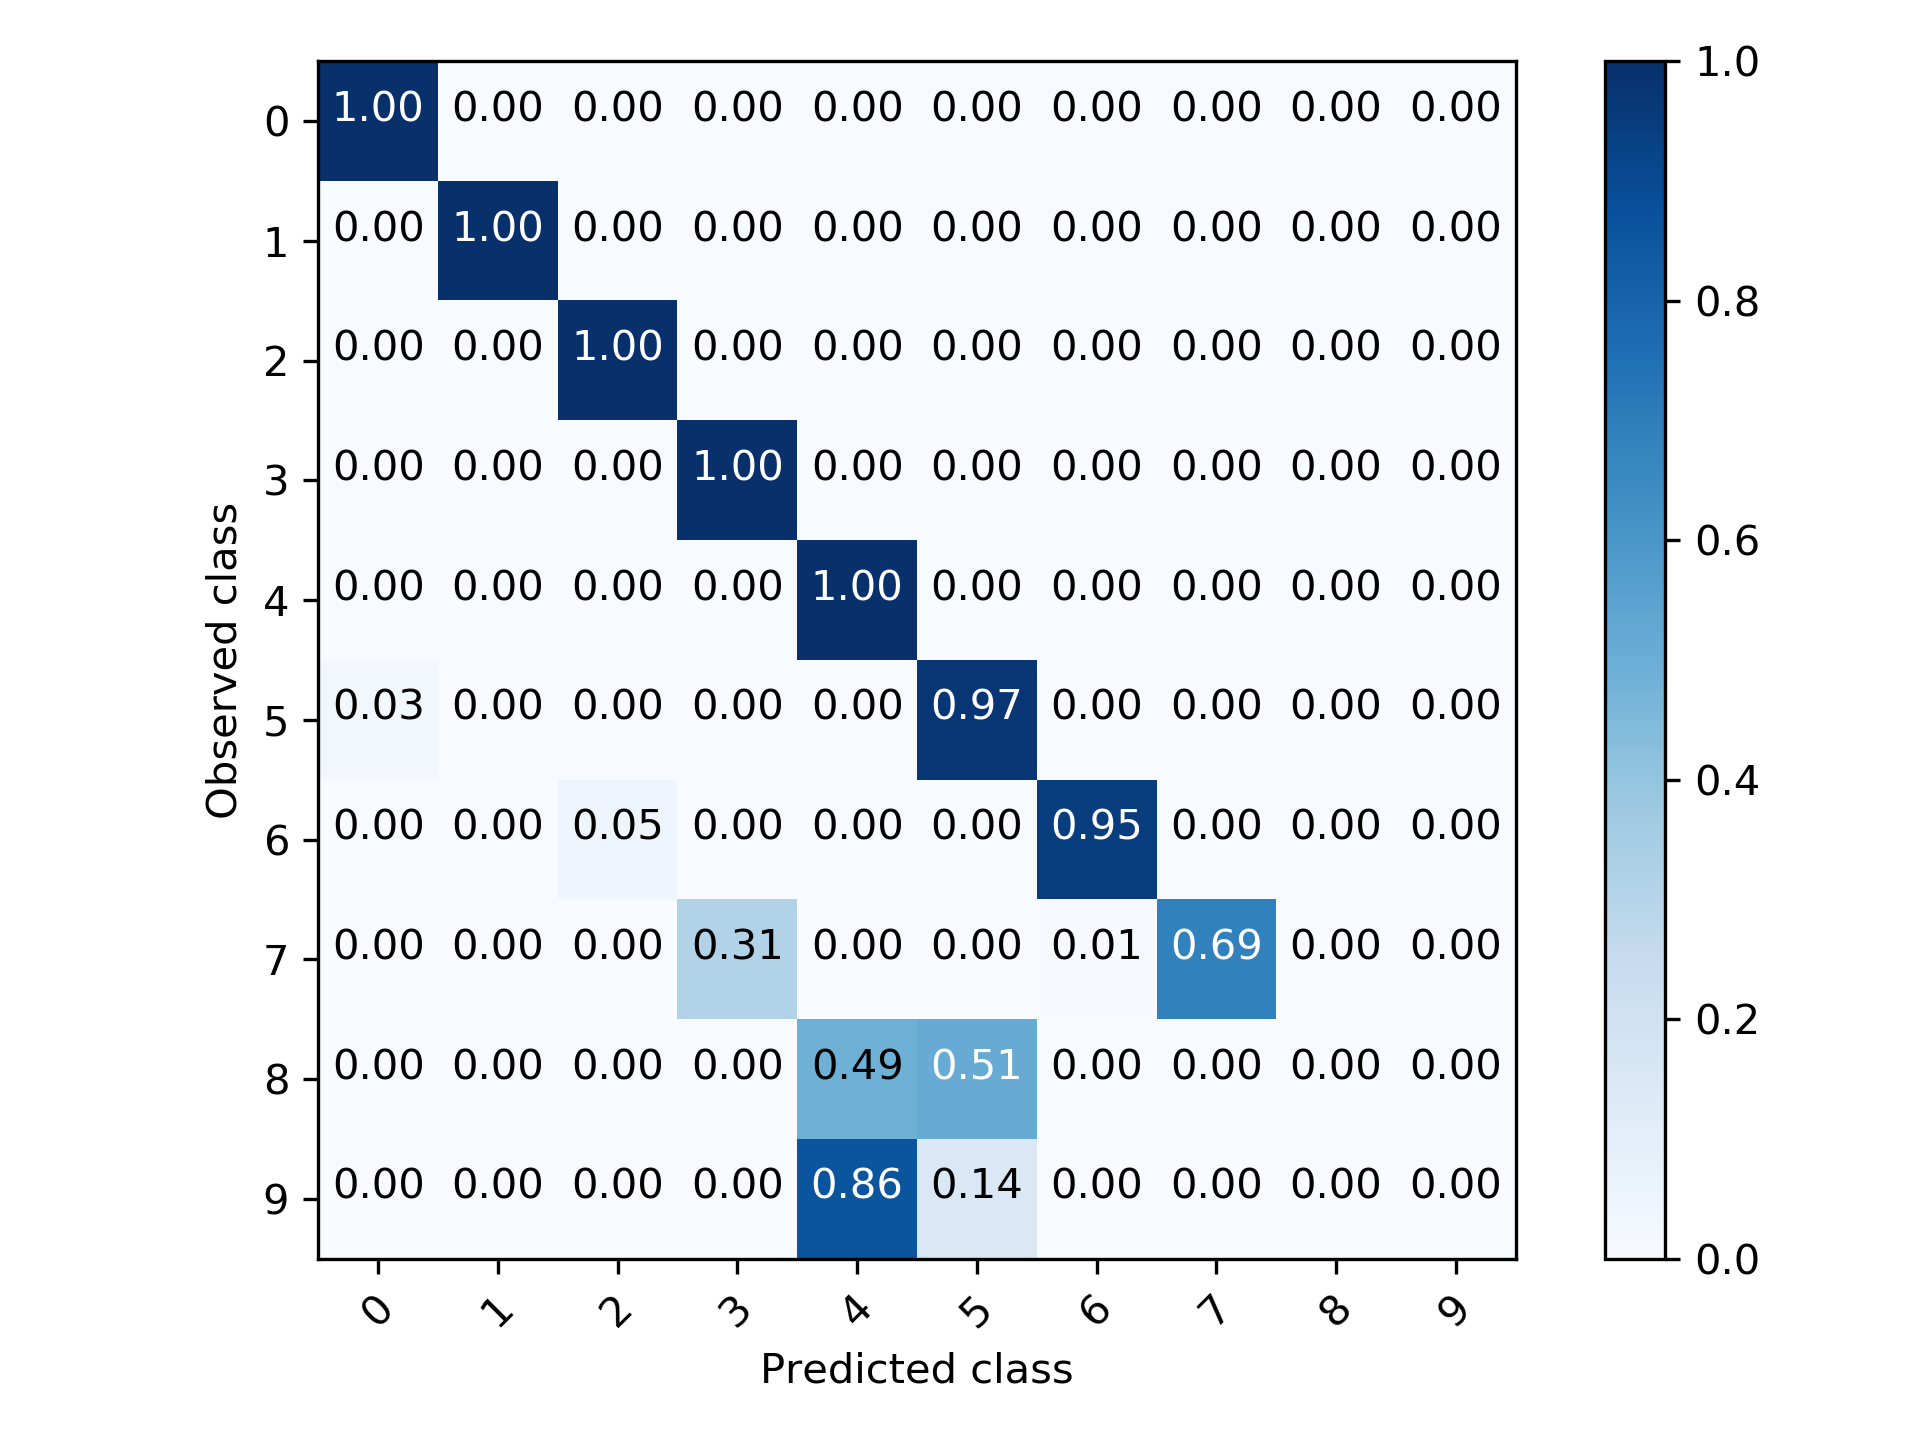 0 1.00 0.00 0.00 0.00 0.00 0.00 0.00 0.00 0.00 0.00
1 0.00 1.00 0.00 0.00 0.00 0.00 0.00 0.00 0.00 0.00
2 0.00 0.00 1.00 0.00 0.00 0.00 0.00 0.00 0.00 0.00
3 0.00 0.00 0.00 1.00 0.00 0.00 0.00 0.00 0.00 0.00
4 0.00 0.00 0.00 0.00 1.00 0.00 0.00 0.00 0.00 0.00
5 0.03 0.00 0.00 0.00 0.00 0.97 0.00 0.00 0.00 0.00
6 0.00 0.00 0.05 0.00 0.00 0.00 0.95 0.00 0.00 0.00
7 0.00 0.00 0.00 0.31 0.00 0.00 0.01 0.69 0.00 0.00
8 0.00 0.00 0.00 0.00 0.49 0.51 0.00 0.00 0.00 0.00
9 0.00 0.00 0.00 0.00 0.86 0.14 0.00 0.00 0.00 0.00
0 1 2 3 4 5 6 7 8 9
Predicted class
Observed class
1.0
0.8
0.6
0.4
0.2
0.0